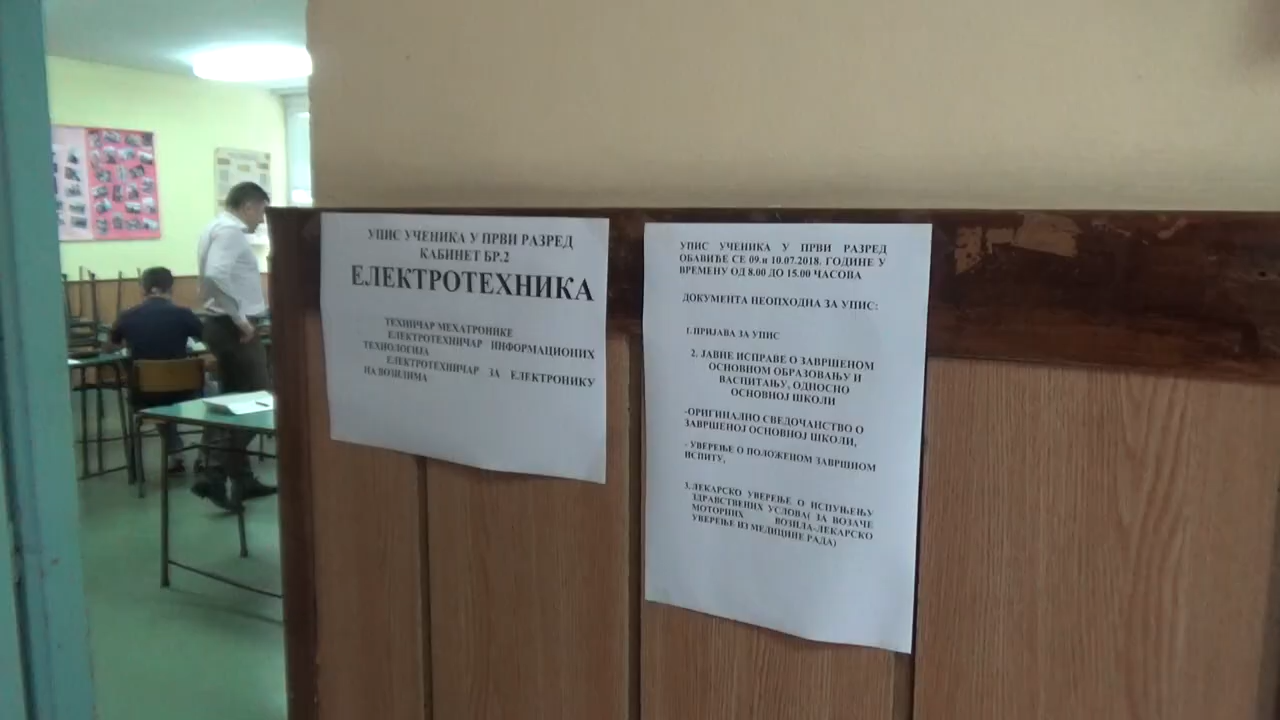 УПИС УЧЕНИКА У ПРВИ РАЗРЕД
КАБИНЕТ БР.2
ЕЛЕКТРОТЕХНИКА
ТЕХНИЧАР МЕХАТРОНИКЕ
ЕЛЕКТРОТЕХНИЧАР ИНФОРМАЦИОНИХ
ТЕХНОЛОГИЈА
ЕЛЕКТРОТЕХНИЧАР ЗА ЕЛЕКТРОНИКУ
НА ВОЗИЛИМА
УПИС УЧЕНИКА У ПРВИ РАЗРЕД
ОБАВИЋЕ СЕ 09.и 10.07.2018. ГОДИНЕ У
ВРЕМЕНУ ОД 8.00 ДО 15.00 ЧАСОВА
ДОКУМЕНТА НЕОПХОДНА ЗА УПИС:
1. ПРИЈАВА ЗА УПИС
2. ЈАВНЕ ИСПРАВЕ О ЗАВРШЕНОМ
ОСНОВНОМ ОБРАЗОВАЊУ И
ВАСПИТАЊУ, ОДНОСНО
ОСНОВНОЈ ШКОЛИ
-ОРИГИНАЛНО СВЕДОЧАНСТВО О
ЗАВРШЕНОЈ ОСНОВНОЈ ШКОЛИ,
- УВЕРЕЊЕ О ПОЛОЖЕНОМ ЗАВРШНОМ
ИСПИТУ,
3. ЛЕКАРСКО УВЕРЕЊЕ О ИСПУЊЕЊУ
ЗДРАВСТВЕНИХ УСЛОВА( ЗА ВОЗАЧЕ
МОТОРНИХ ВОЗИЛА-ЛЕКАРСКО
УВЕРЕЊЕ ИЗ МЕДИЦИНЕ РАДА)